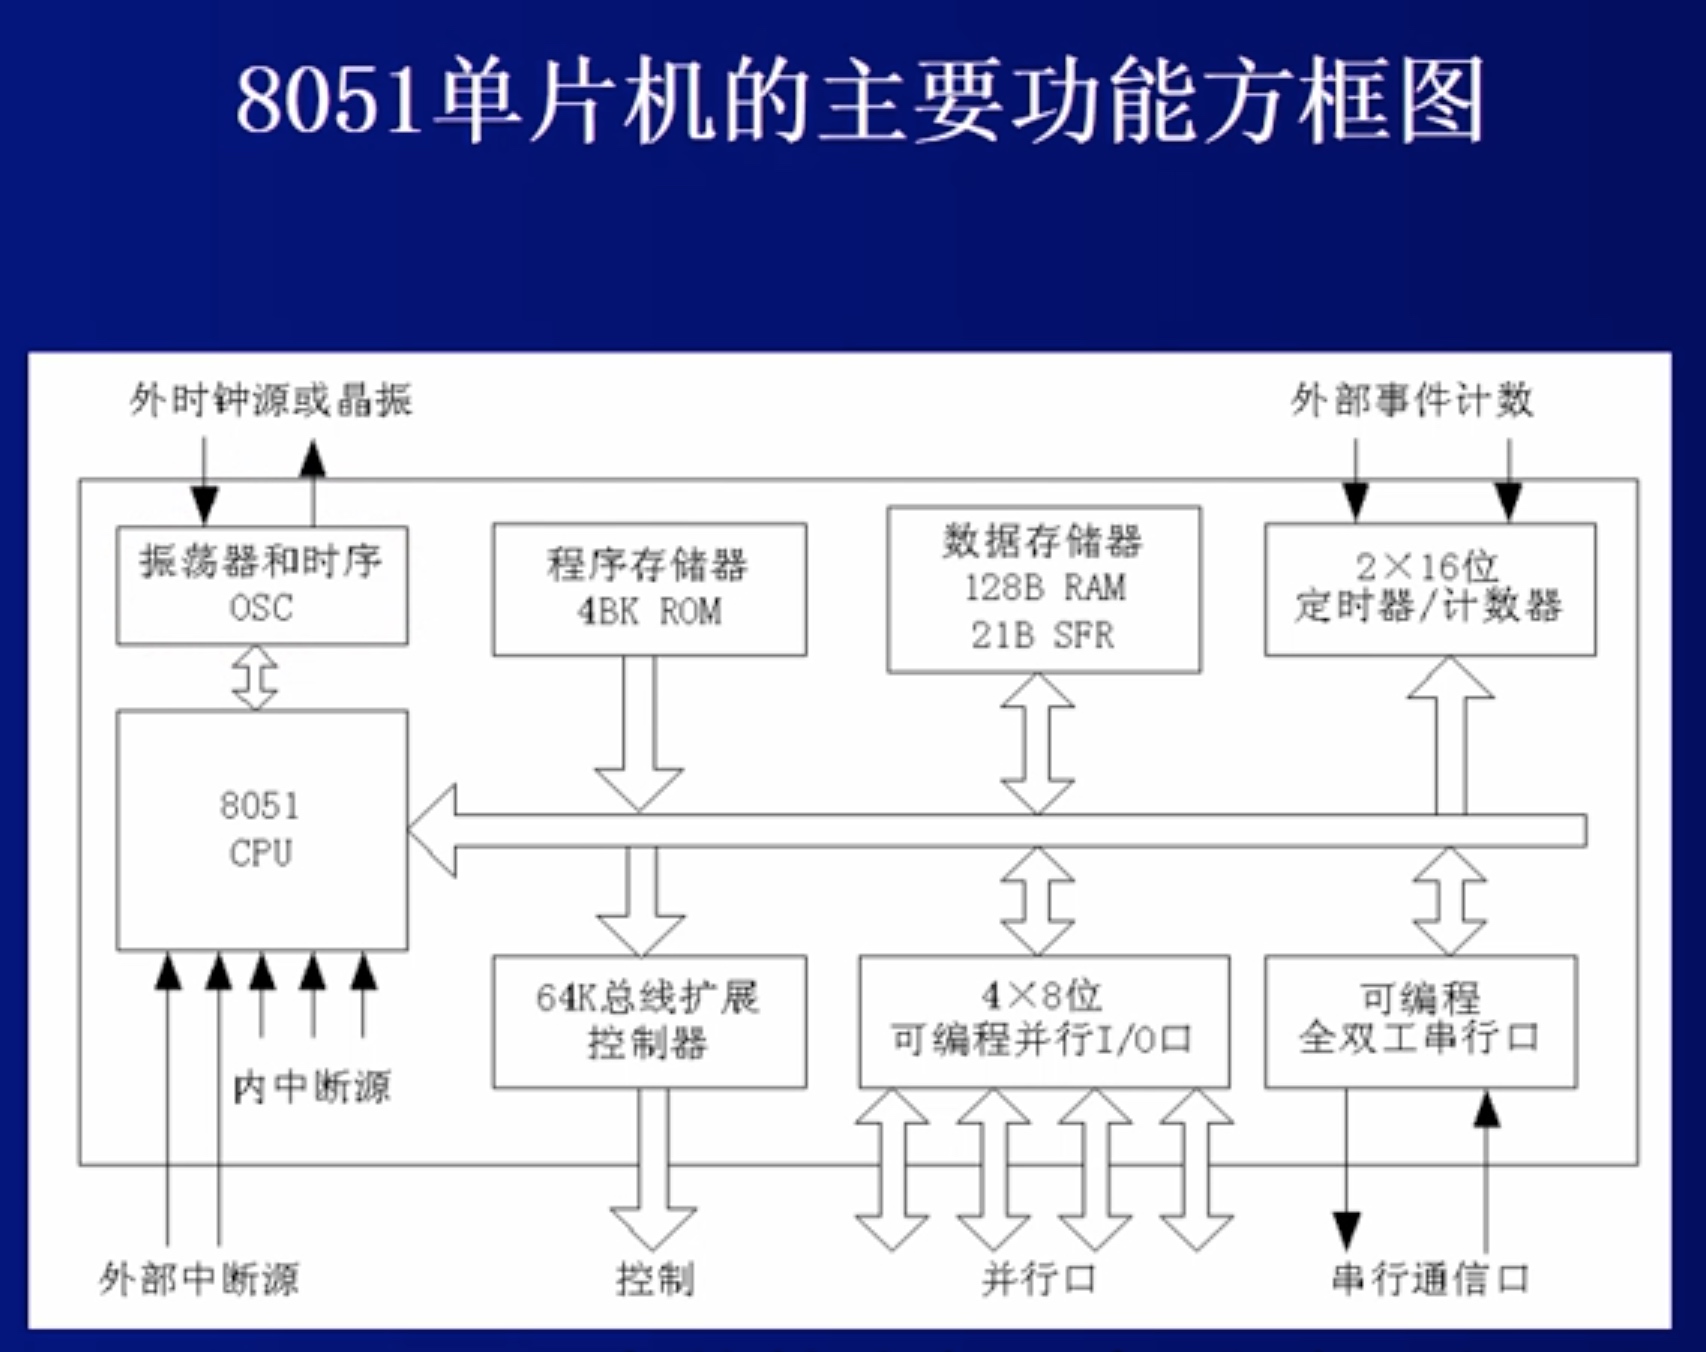 8051单片机的主要功能方框图
外时钟源或晶振
外部事件计数
振荡器和时序
OSC
程序存储器
4BK ROM
数据存储器
128B RAM
21B SFR
2×16位
定时器/计数器
8051
CPU
64K总线扩展
控制器
4×8位
可编程并行I/O口
可编程
全双工串行口
内中断源
外部中断源
控制
并行口
串行通信口